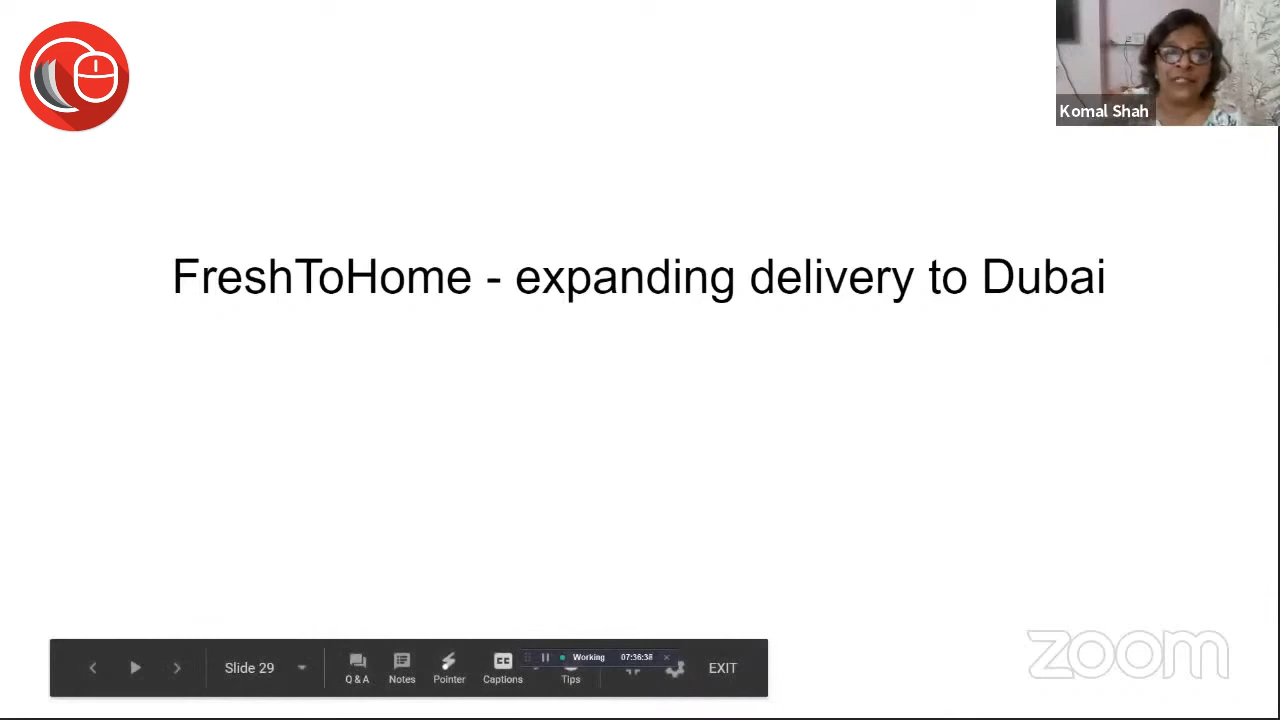 Komal Shah
FreshToHome - expanding delivery to Dubai
Slide 29
Q & A
Notes
Pointer
Captions
Working
07:36:38
Tips
EXIT
zoom